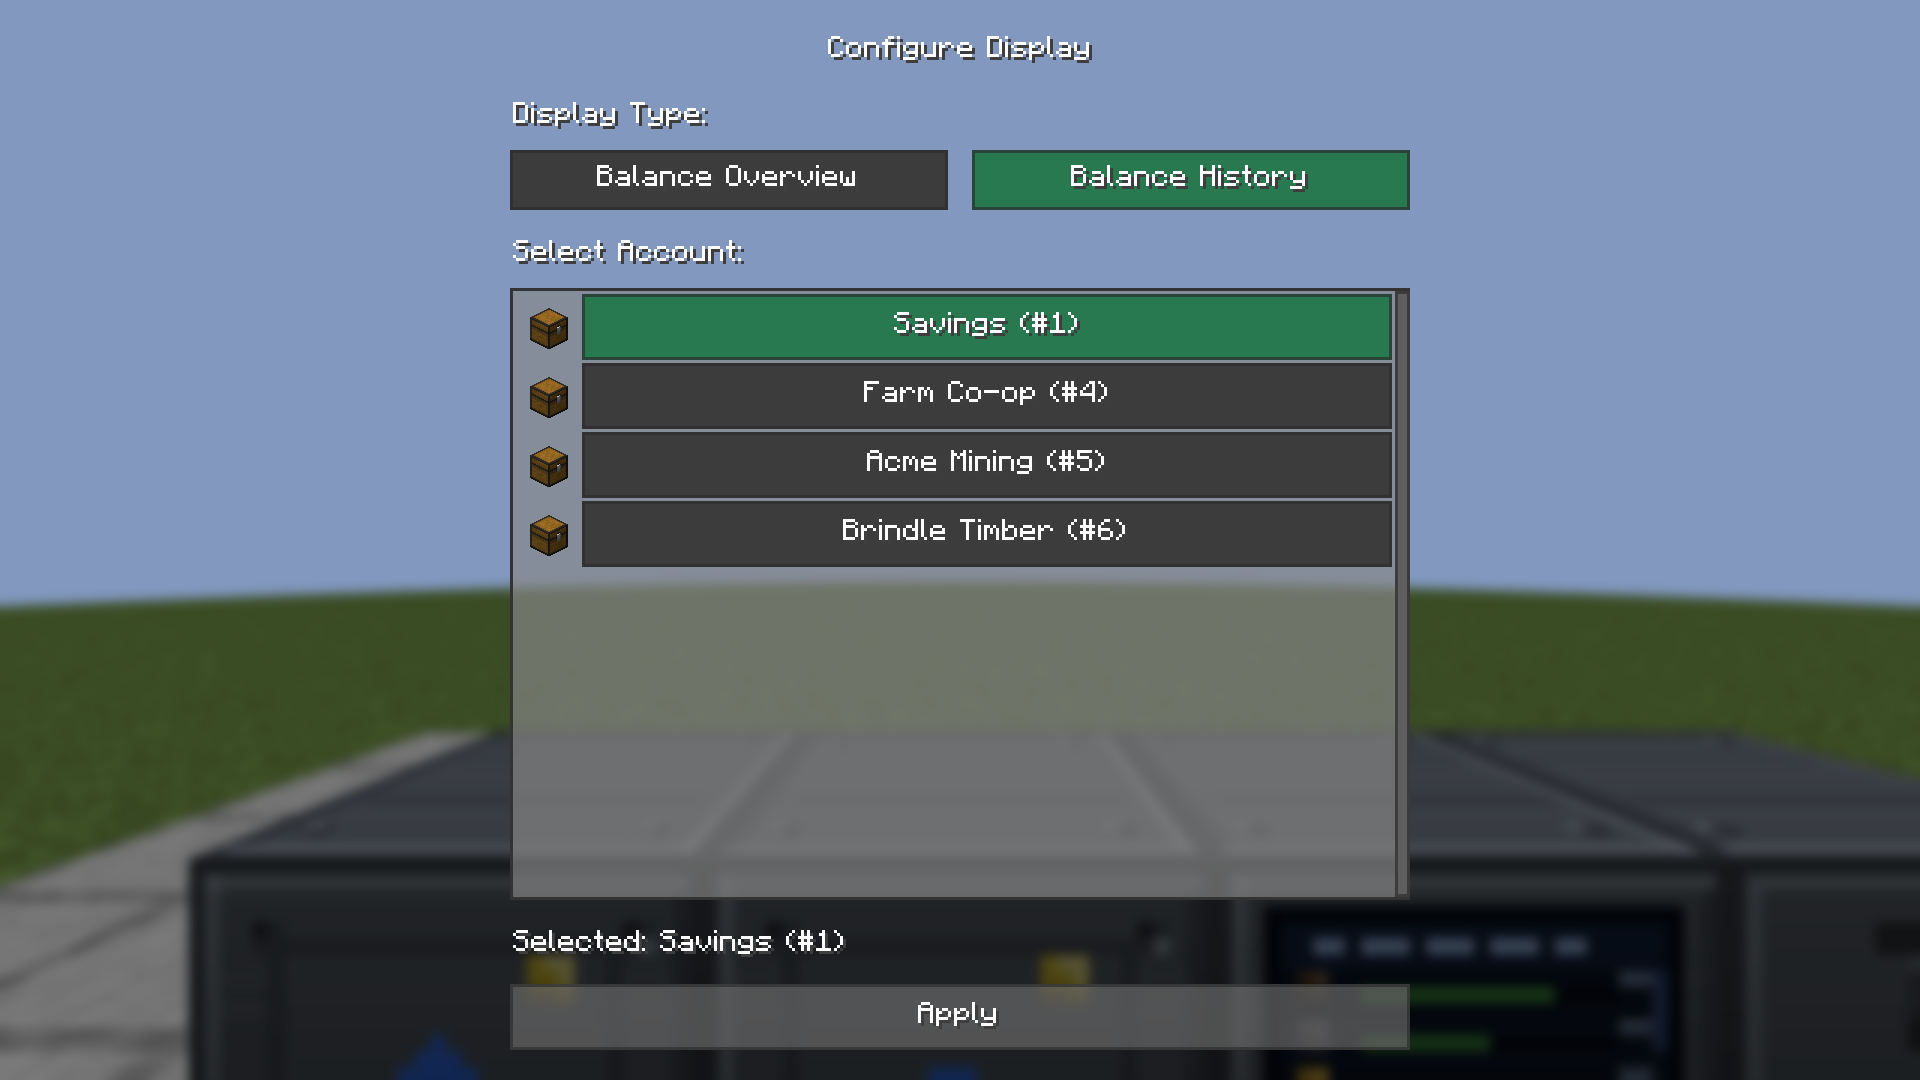 Configure Display
Display Type:
Balance Overview
Balance History
Select Account:
Savings (#1)
Farm Co-op (#4)
Acme Mining (#5)
Brindle Timber (#6)
Selected: Savings (#1)
Apply